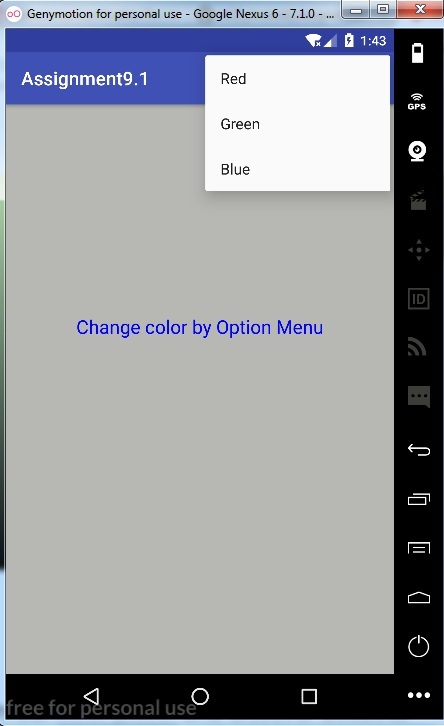 Genymotion for personal use - Google Nexus 6 - 7.1.0 - ...
1:43
Assignment9.1
Red
Green
Blue
GPS
ID
Change color by Option Menu
free for personal use